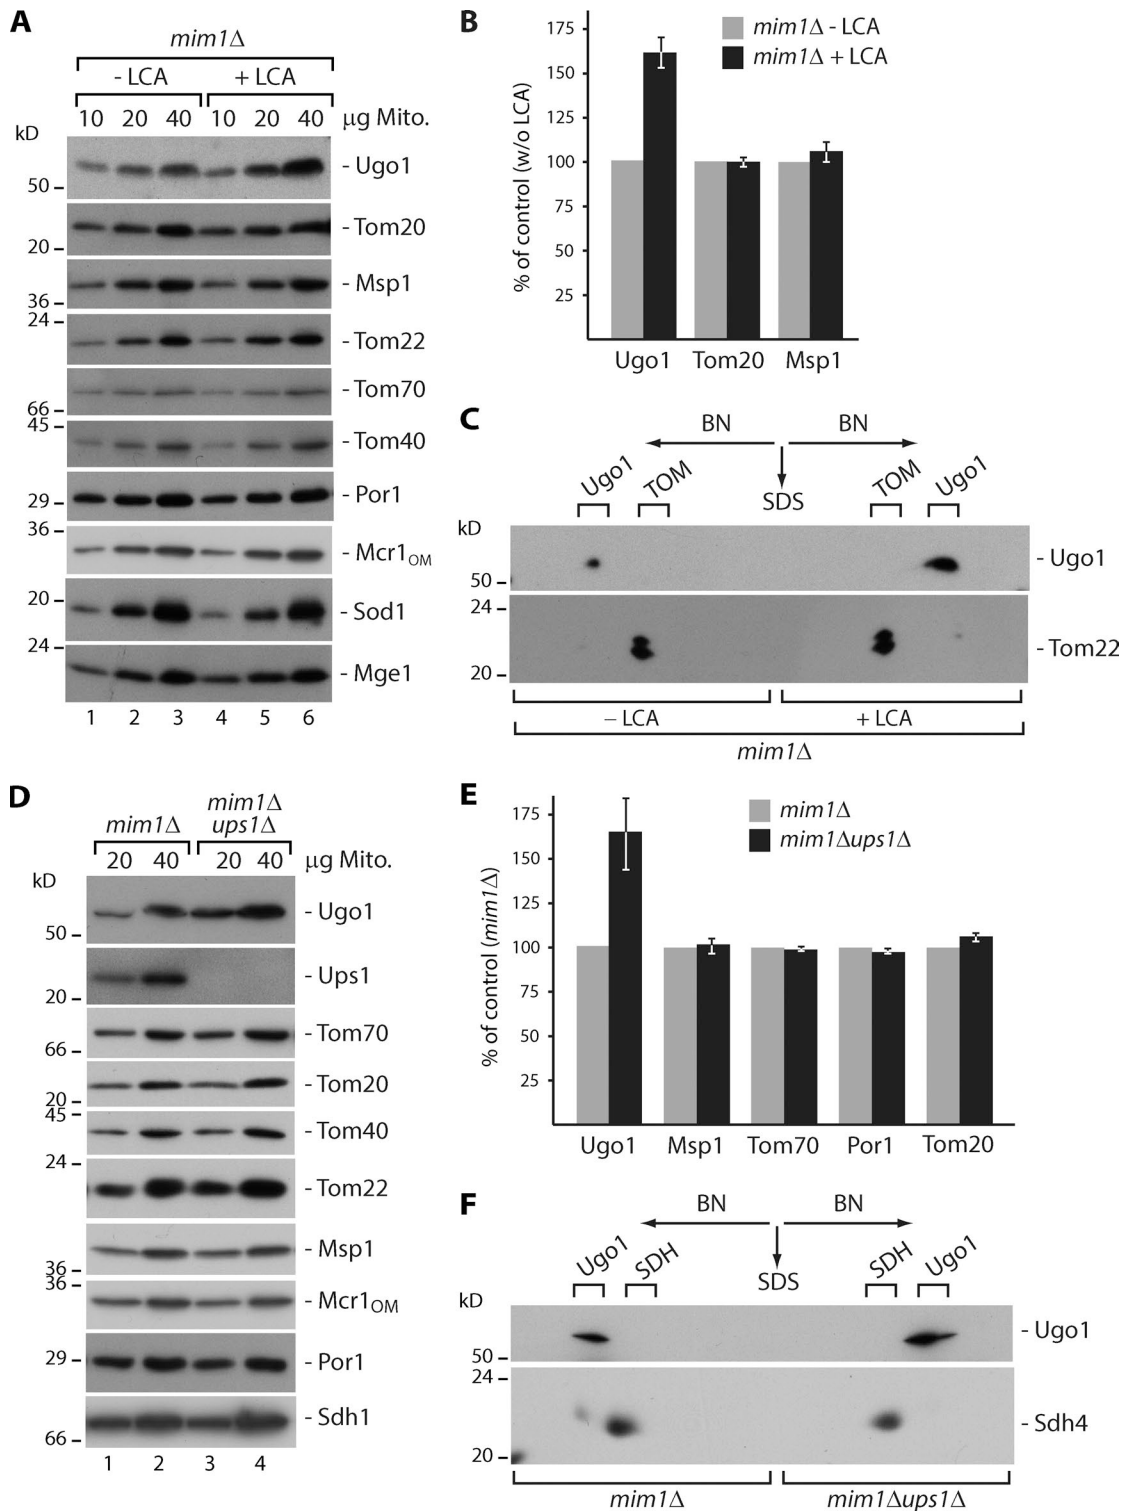 A
mim1Δ
- LCA + LCA
10 20 40 10 20 40 μg Mito.
kD
- Ugo1
50
- Tom20
20
- Msp1
36
24
- Tom22
- Tom70
66
45
- Tom40
- Por1
29
36
- Mcr1OM
20
- Sod1
24
- Mge1
1 2 3 4 5 6
B
mim1Δ - LCA
mim1Δ + LCA
% of control (w/o LCA)
175
150
125
100
75
50
25
Ugo1 Tom20 Msp1
C
BN BN
SDS
Ugo1 TOM TOM Ugo1
kD
- Ugo1
50
24
- Tom22
20
– LCA + LCA
mim1Δ
D
mim1Δ
mim1Δ
ups1Δ
20 40 20 40 μg Mito.
kD
- Ugo1
50
- Ups1
20
- Tom70
66
- Tom20
20
45
- Tom40
24
- Tom22
- Msp1
36
36
- Mcr1OM
29 - Por1
- Sdh1
66
1 2 3 4
E
mim1Δ
mim1Δups1Δ
% of control (mim1Δ)
175
150
125
100
75
50
25
Ugo1 Msp1 Tom70 Por1 Tom20
F
BN BN
SDS
Ugo1 SDH SDH Ugo1
kD
- Ugo1
50
24
- Sdh4
20
mim1Δ mim1Δups1Δ